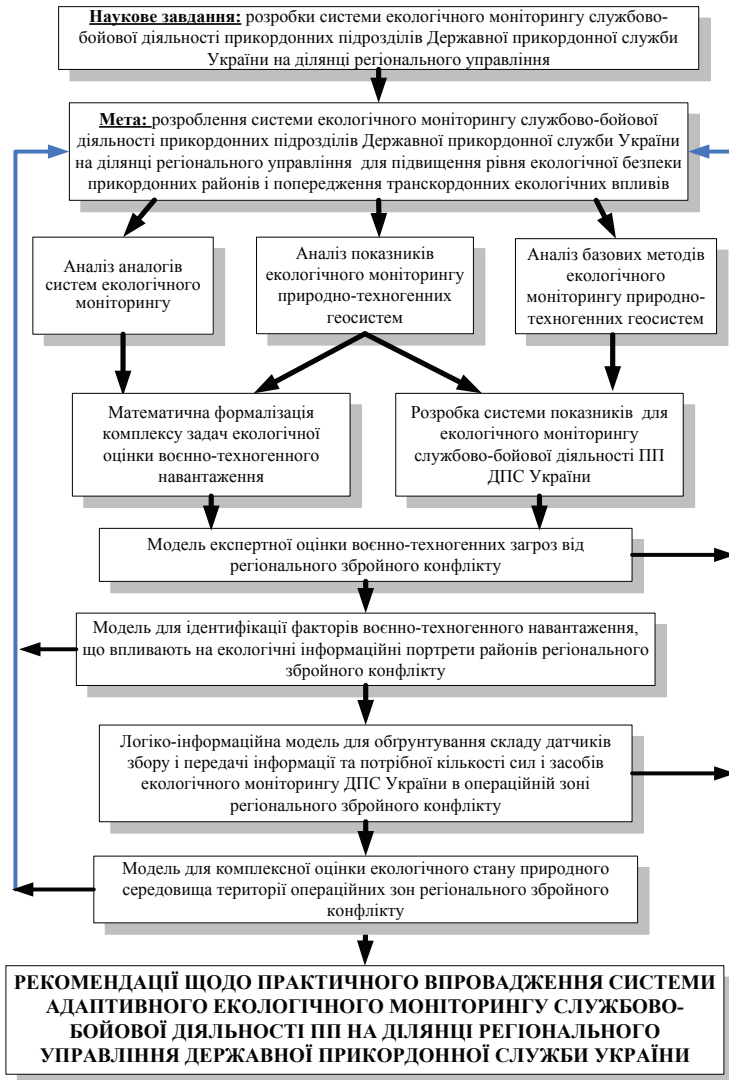 Наукове завдання: розробки системи екологічного моніторингу службово-
бойової діяльності прикордонних підрозділів Державної прикордонної служби
України на ділянці регіонального управління
Мета: розроблення системи екологічного моніторингу службово-бойової
діяльності прикордонних підрозділів Державної прикордонної служби України
на ділянці регіонального управління для підвищення рівня екологічної безпеки
прикордонних районів і попередження транскордонних екологічних впливів
Аналіз аналогів
систем екологічного
моніторингу
Аналіз показників
екологічного моніторингу
природно-техногенних
геосистем
Аналіз базових методів
екологічного
моніторингу природно-
техногенних геосистем
Математична формалізація
комплексу задач екологічної
оцінки воєнно-техногенного
навантаження
Розробка системи показників для
екологічного моніторингу
службово-бойової діяльності ПП
ДПС України
Модель експертної оцінки воєнно-техногенних загроз від
регіонального збройного конфлікту
Модель для ідентифікації факторів воєнно-техногенного навантаження,
що впливають на екологічні інформаційні портрети районів регіонального
збройного конфлікту
Логіко-інформаційна модель для обґрунтування складу датчиків
збору і передачі інформації та потрібної кількості сил і засобів
екологічного моніторингу ДПС України в операційній зоні
регіонального збройного конфлікту
Модель для комплексної оцінки екологічного стану природного
середовища території операційних зон регіонального збройного
конфлікту
РЕКОМЕНДАЦІЇ ЩОДО ПРАКТИЧНОГО ВПРОВАДЖЕННЯ СИСТЕМИ
АДАПТИВНОГО ЕКОЛОГІЧНОГО МОНІТОРИНГУ СЛУЖБОВО-
БОЙОВОЇ ДІЯЛЬНОСТІ ПП НА ДІЛЯНЦІ РЕГІОНАЛЬНОГО
УПРАВЛІННЯ ДЕРЖАВНОЇ ПРИКОРДОННОЇ СЛУЖБИ УКРАЇНИ